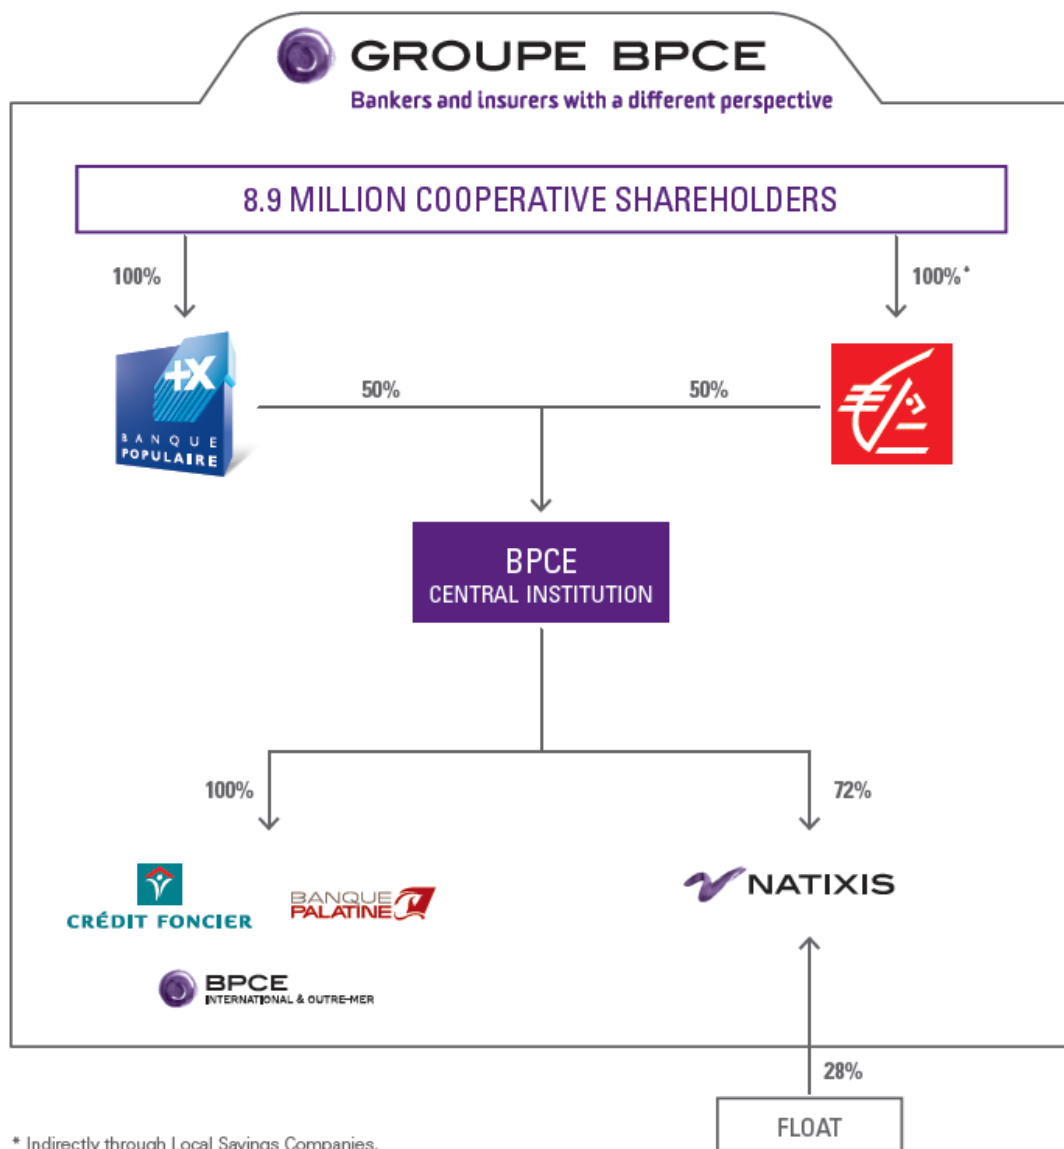 GROUPE BPCE
Bankers and insurers with a different perspective
8.9 MILLION COOPERATIVE SHAREHOLDERS
100%
100%*
+X
BANQUE
POPULAIRE
50%
50%
BPCE
CENTRAL INSTITUTION
100%
72%
CRÉDIT FONCIER
BANQUE
PALATINE
NATIXIS
BPCE
INTERNATIONAL & OUTRE-MER
28%
FLOAT
* Indirectly through Local Savings Companies.